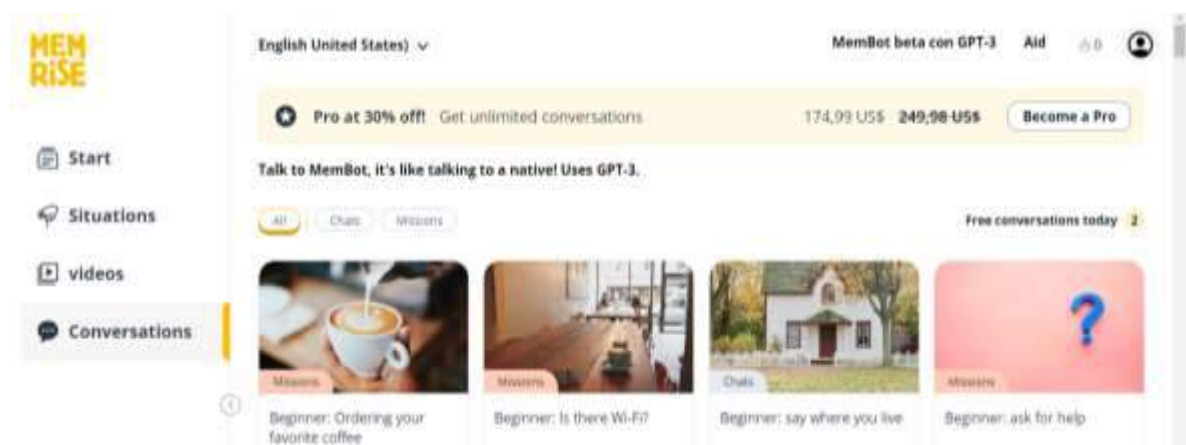 MEM
RiSE
English United States)
MemBot beta con GPT-3 Aid 0
Pro at 30% off! Get unlimited conversations 174,99 US$ 249,98 US$ Become a Pro
Start
Talk to MemBot, it's like talking to a native! Uses GPT-3.
Situations
All Chats Missions Free conversations today 2
videos
Conversations
Missions Missions Chats Missions
Beginner: Ordering your favorite coffee
Beginner: Is there Wi-Fi?
Beginner: say where you live
Beginner: ask for help